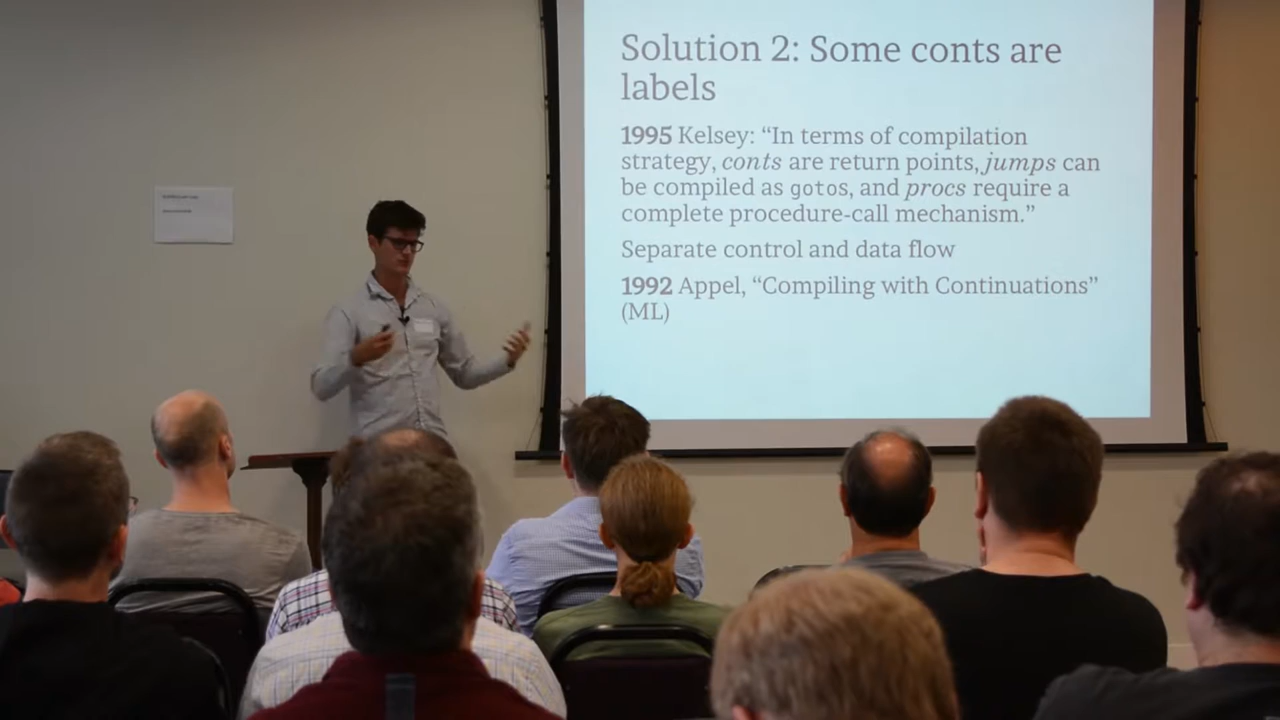 Solution 2: Some conts are
labels
1995 Kelsey: “In terms of compilation
strategy, conts are return points, jumps can
be compiled as gotos, and procs require a
complete procedure-call mechanism.”
Separate control and data flow
1992 Appel, “Compiling with Continuations”
(ML)